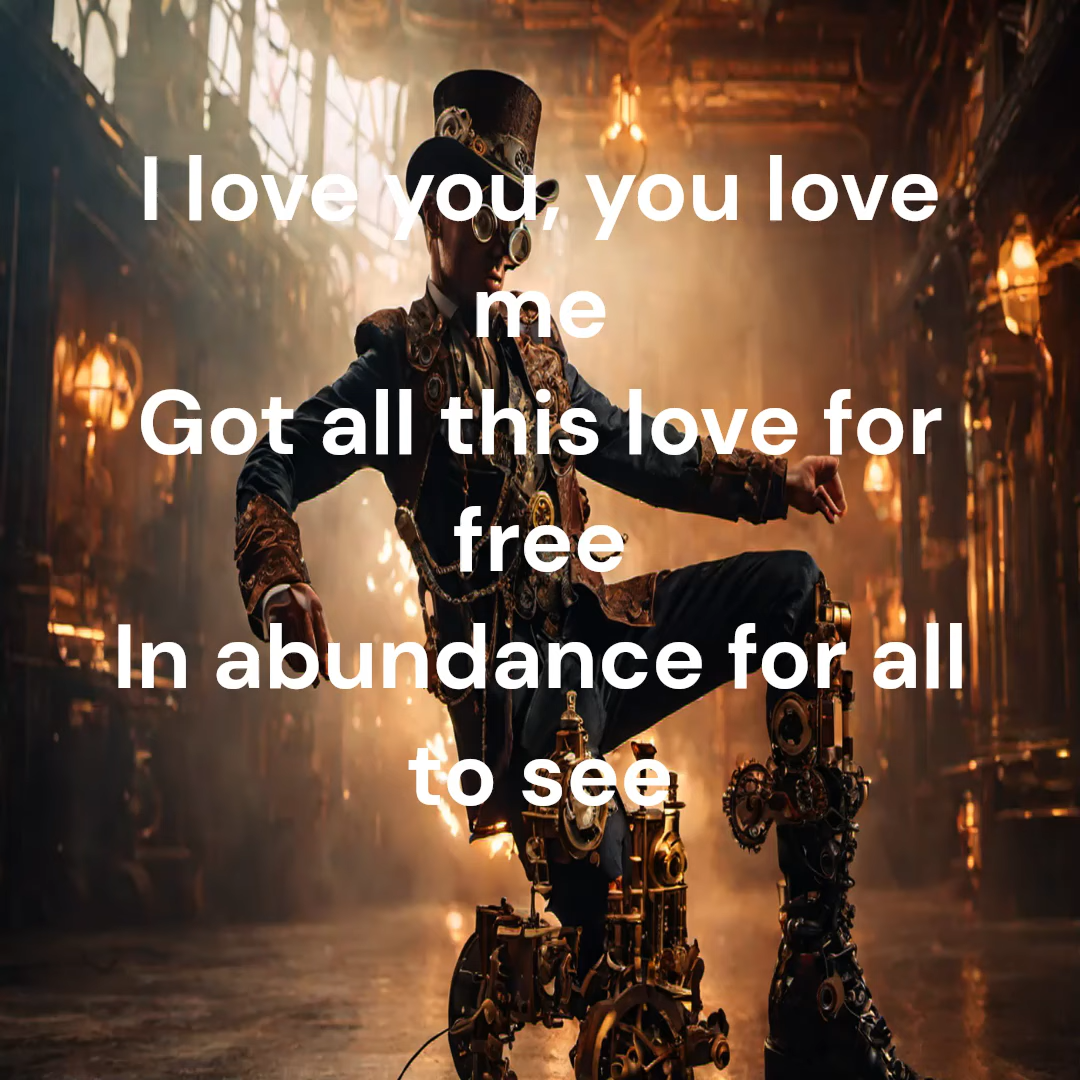 I love you, you love
me
Got all this love for
free
In abundance for all
to see